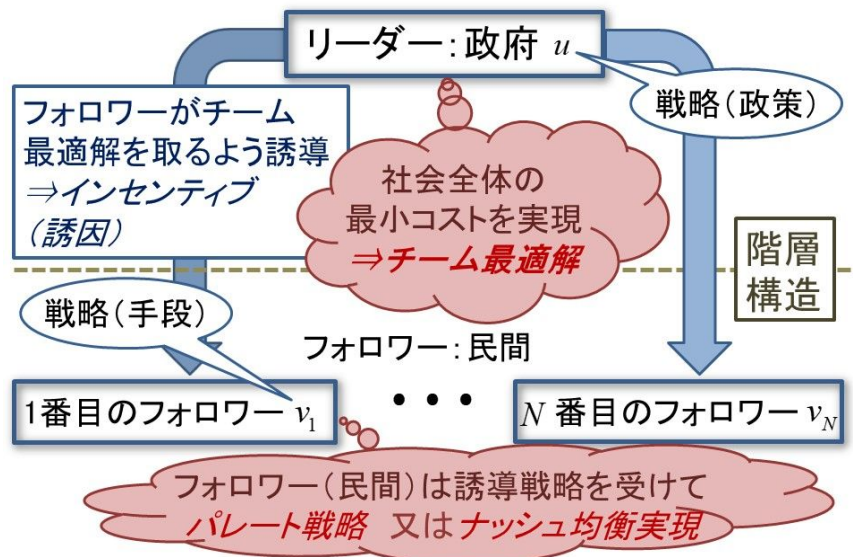 リーダー：政府 u
戦略（政策）
フォロワーがチーム
最適解を取るよう誘導
⇒インセンティブ
（誘因）
社会全体の
最小コストを実現
⇒チーム最適解
階層
構造
戦略（手段）
フォロワー：民間
1番目のフォロワー v₁
・・・
N 番目のフォロワー v_N
フォロワー（民間）は誘導戦略を受けて
パレート戦略 又はナッシュ均衡実現